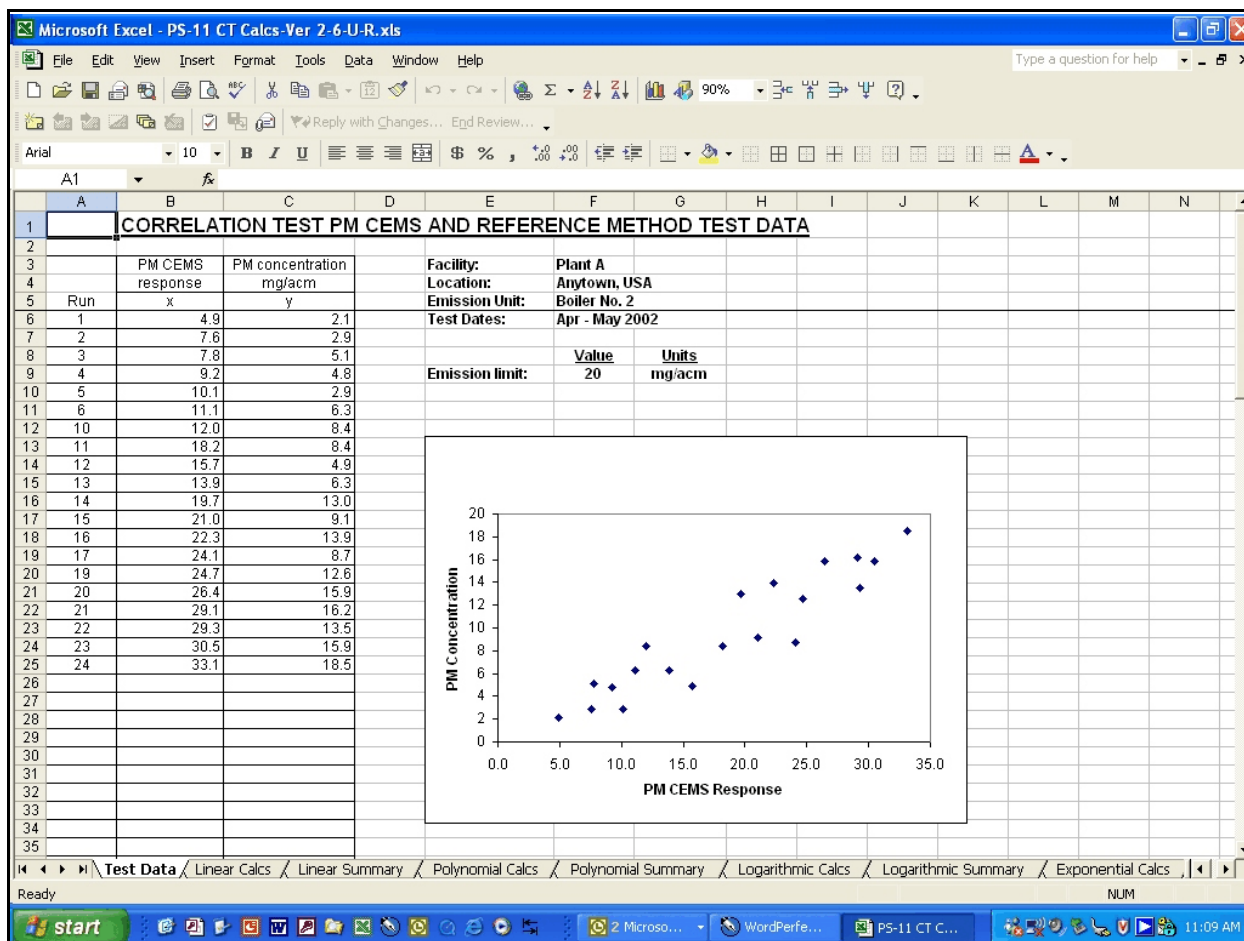 Microsoft Excel - PS-11 CT Calcs-Ver 2-6-U-R.xls
File Edit View Insert Format Tools Data Window Help Type a question for help
90%
Reply with Changes... End Review...
Arial 10 B I U $ % ,
A1 fx
A B C D E F G H I J K L M N
1 CORRELATION TEST PM CEMS AND REFERENCE METHOD TEST DATA
2
3 PM CEMS PM concentration Facility: Plant A
4 response mg/acm Location: Anytown, USA
5 Run x y Emission Unit: Boiler No. 2
6 1 4.9 2.1 Test Dates: Apr - May 2002
7 2 7.6 2.9
8 3 7.8 5.1 Value Units
9 4 9.2 4.8 Emission limit: 20 mg/acm
10 5 10.1 2.9
11 6 11.1 6.3
12 10 12.0 8.4
13 11 18.2 8.4
14 12 15.7 4.9
15 13 13.9 6.3
16 14 19.7 13.0
17 15 21.0 9.1
18 16 22.3 13.9
19 17 24.1 8.7
20 19 24.7 12.6
21 20 26.4 15.9
22 21 29.1 16.2
23 22 29.3 13.5
24 23 30.5 15.9
25 24 33.1 18.5
26
27
28
29
30
31
32
33
34
35
PM Concentration
20
18
16
14
12
10
8
6
4
2
0
0.0 5.0 10.0 15.0 20.0 25.0 30.0 35.0
PM CEMS Response
Test Data Linear Calcs Linear Summary Polynomial Calcs Polynomial Summary Logarithmic Calcs Logarithmic Summary Exponential Calcs
Ready NUM
start 2 Microso... WordPerfe... PS-11 CT C... 11:09 AM